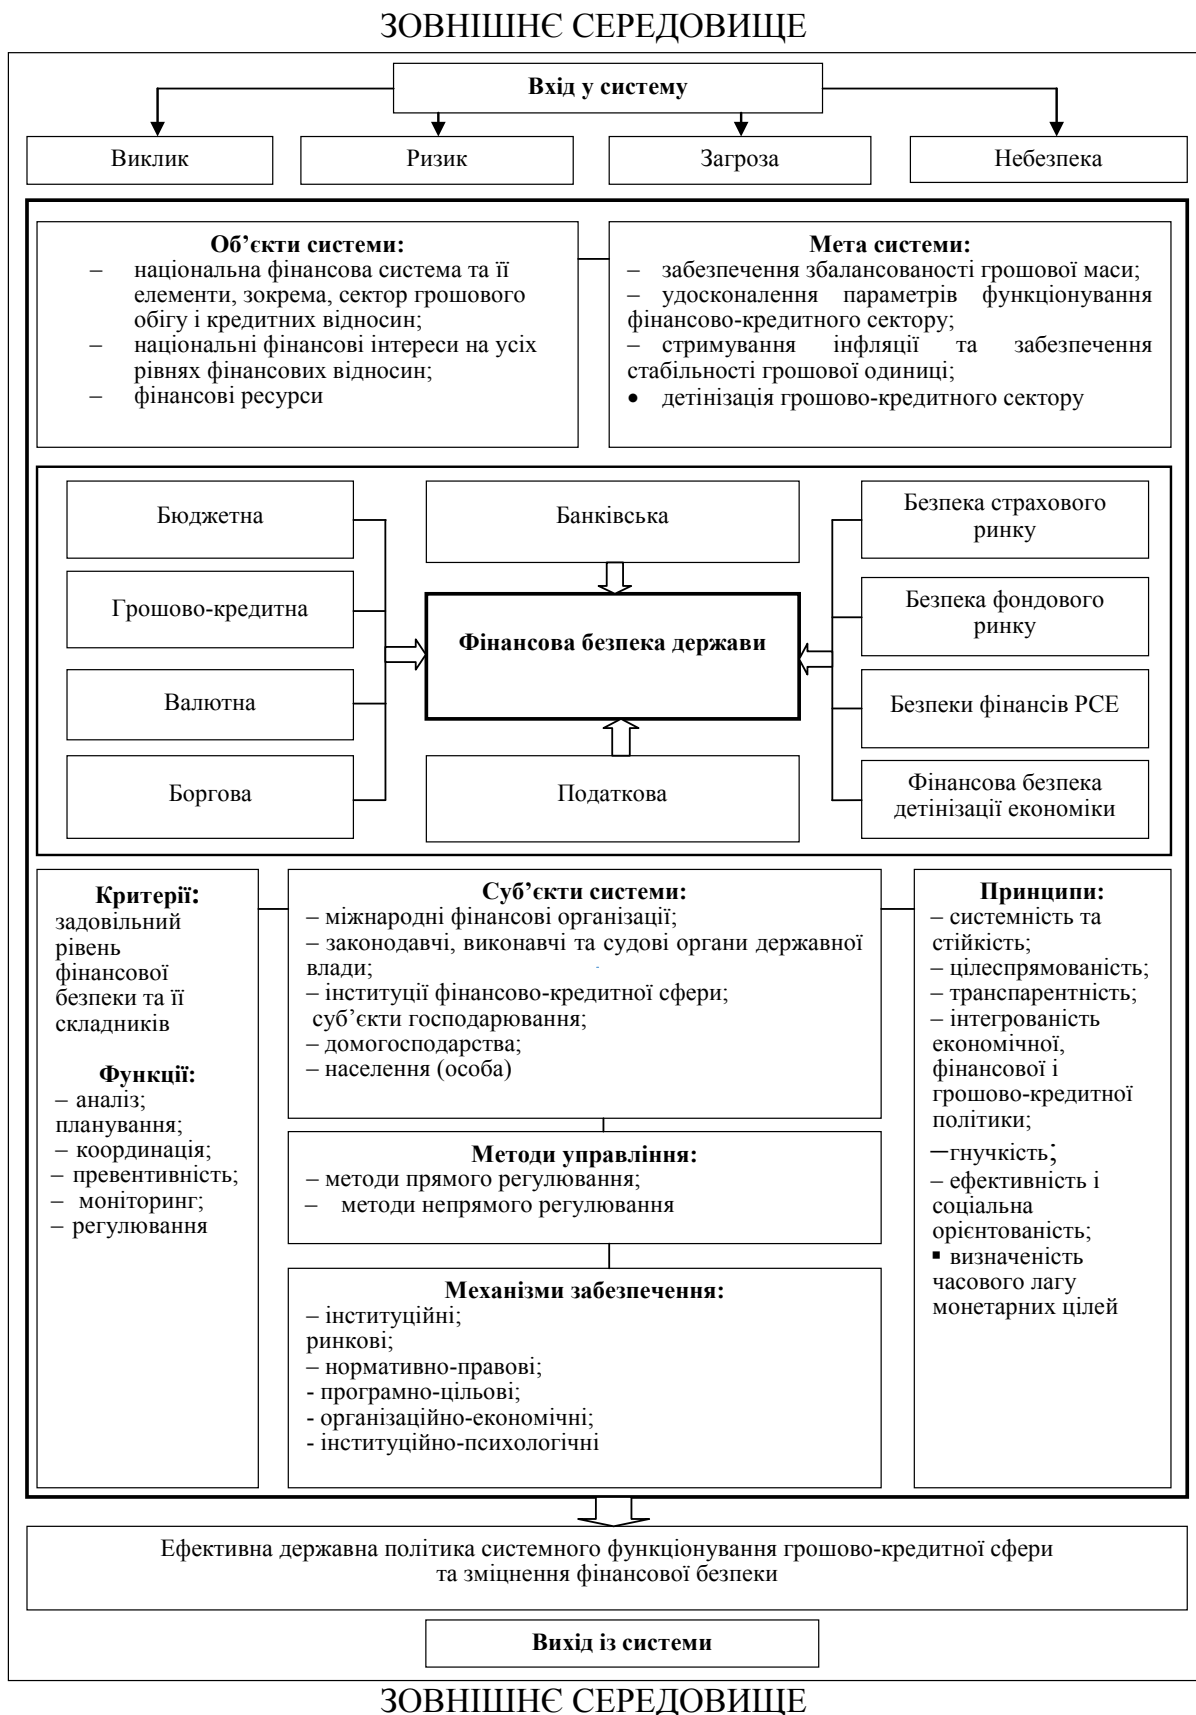 ЗОВНІШНЄ СЕРЕДОВИЩЕ
Вхід у систему
Виклик
Ризик
Загроза
Небезпека
Об’єкти системи:
– національна фінансова система та її
елементи, зокрема, сектор грошового
обігу і кредитних відносин;
– національні фінансові інтереси на усіх
рівнях фінансових відносин;
– фінансові ресурси
Мета системи:
– забезпечення збалансованості грошової маси;
– удосконалення параметрів функціонування
фінансово-кредитного сектору;
– стримування інфляції та забезпечення
стабільності грошової одиниці;
• детінізація грошово-кредитного сектору
Бюджетна
Грошово-кредитна
Валютна
Боргова
Банківська
Фінансова безпека держави
Податкова
Безпека страхового
ринку
Безпека фондового
ринку
Безпеки фінансів РСЕ
Фінансова безпека
детінізації економіки
Критерії:
задовільний
рівень
фінансової
безпеки та її
складників
Функції:
– аналіз;
планування;
– координація;
– превентивність;
– моніторинг;
– регулювання
Суб’єкти системи:
– міжнародні фінансові організації;
– законодавчі, виконавчі та судові органи державної
влади;
– інституції фінансово-кредитної сфери;
суб’єкти господарювання;
– домогосподарства;
– населення (особа)
Методи управління:
– методи прямого регулювання;
– методи непрямого регулювання
Механізми забезпечення:
– інституційні;
ринкові;
– нормативно-правові;
- програмно-цільові;
- організаційно-економічні;
- інституційно-психологічні
Принципи:
– системність та
стійкість;
– цілеспрямованість;
– транспарентність;
– інтегрованість
економічної,
фінансової і
грошово-кредитної
політики;
– гнучкість;
– ефективність і
соціальна
орієнтованість;
▪ визначеність
часового лагу
монетарних цілей
Ефективна державна політика системного функціонування грошово-кредитної сфери
та зміцнення фінансової безпеки
Вихід із системи
ЗОВНІШНЄ СЕРЕДОВИЩЕ